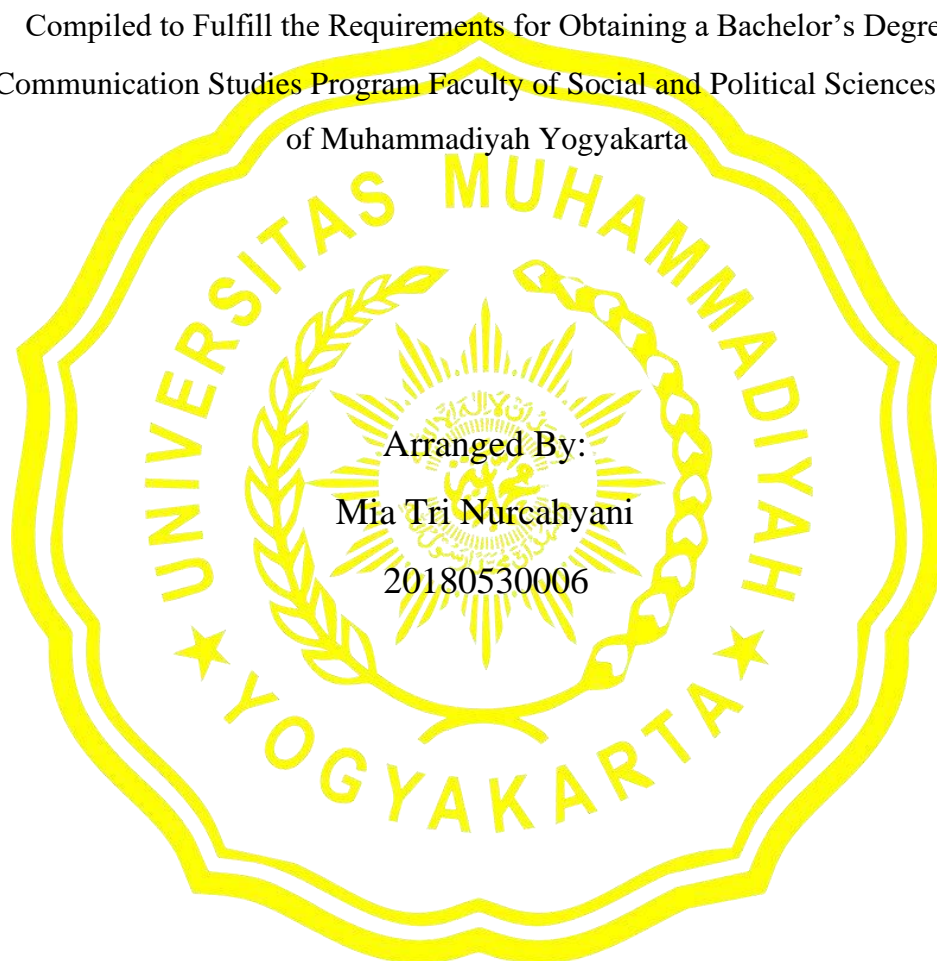 Compiled to Fulfill the Requirements for Obtaining a Bachelor’s Degre
Communication Studies Program Faculty of Social and Political Sciences
of Muhammadiyah Yogyakarta
UNIVERSITAS MUHAMMADIYAH
Arranged By:
Mia Tri Nurcahyani
20180530006
★ YOGYAKARTA ★